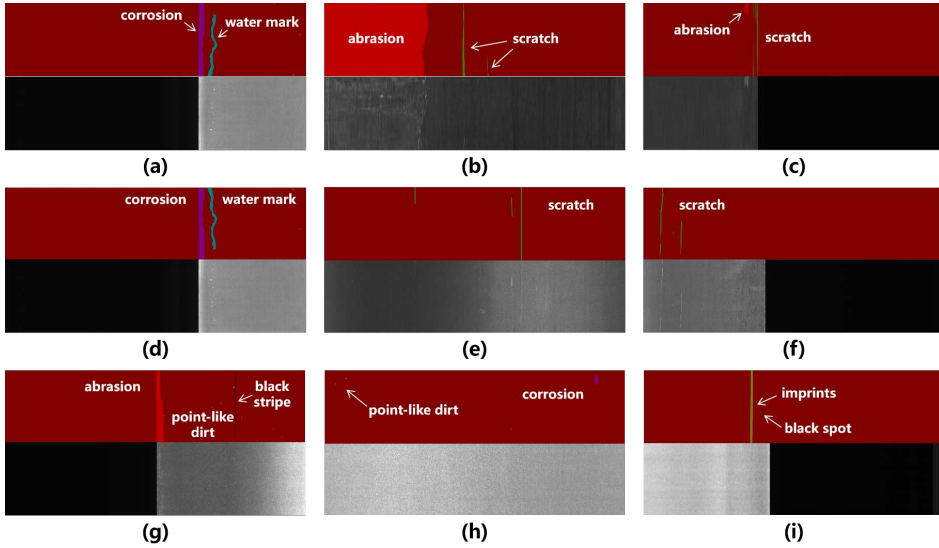 corrosion
water mark
abrasion
scratch
abrasion
scratch
(a)
(b)
(c)
corrosion
water mark
scratch
scratch
(d)
(e)
(f)
abrasion
point-like
dirt
black
stripe
point-like dirt
corrosion
imprints
black spot
(g)
(h)
(i)